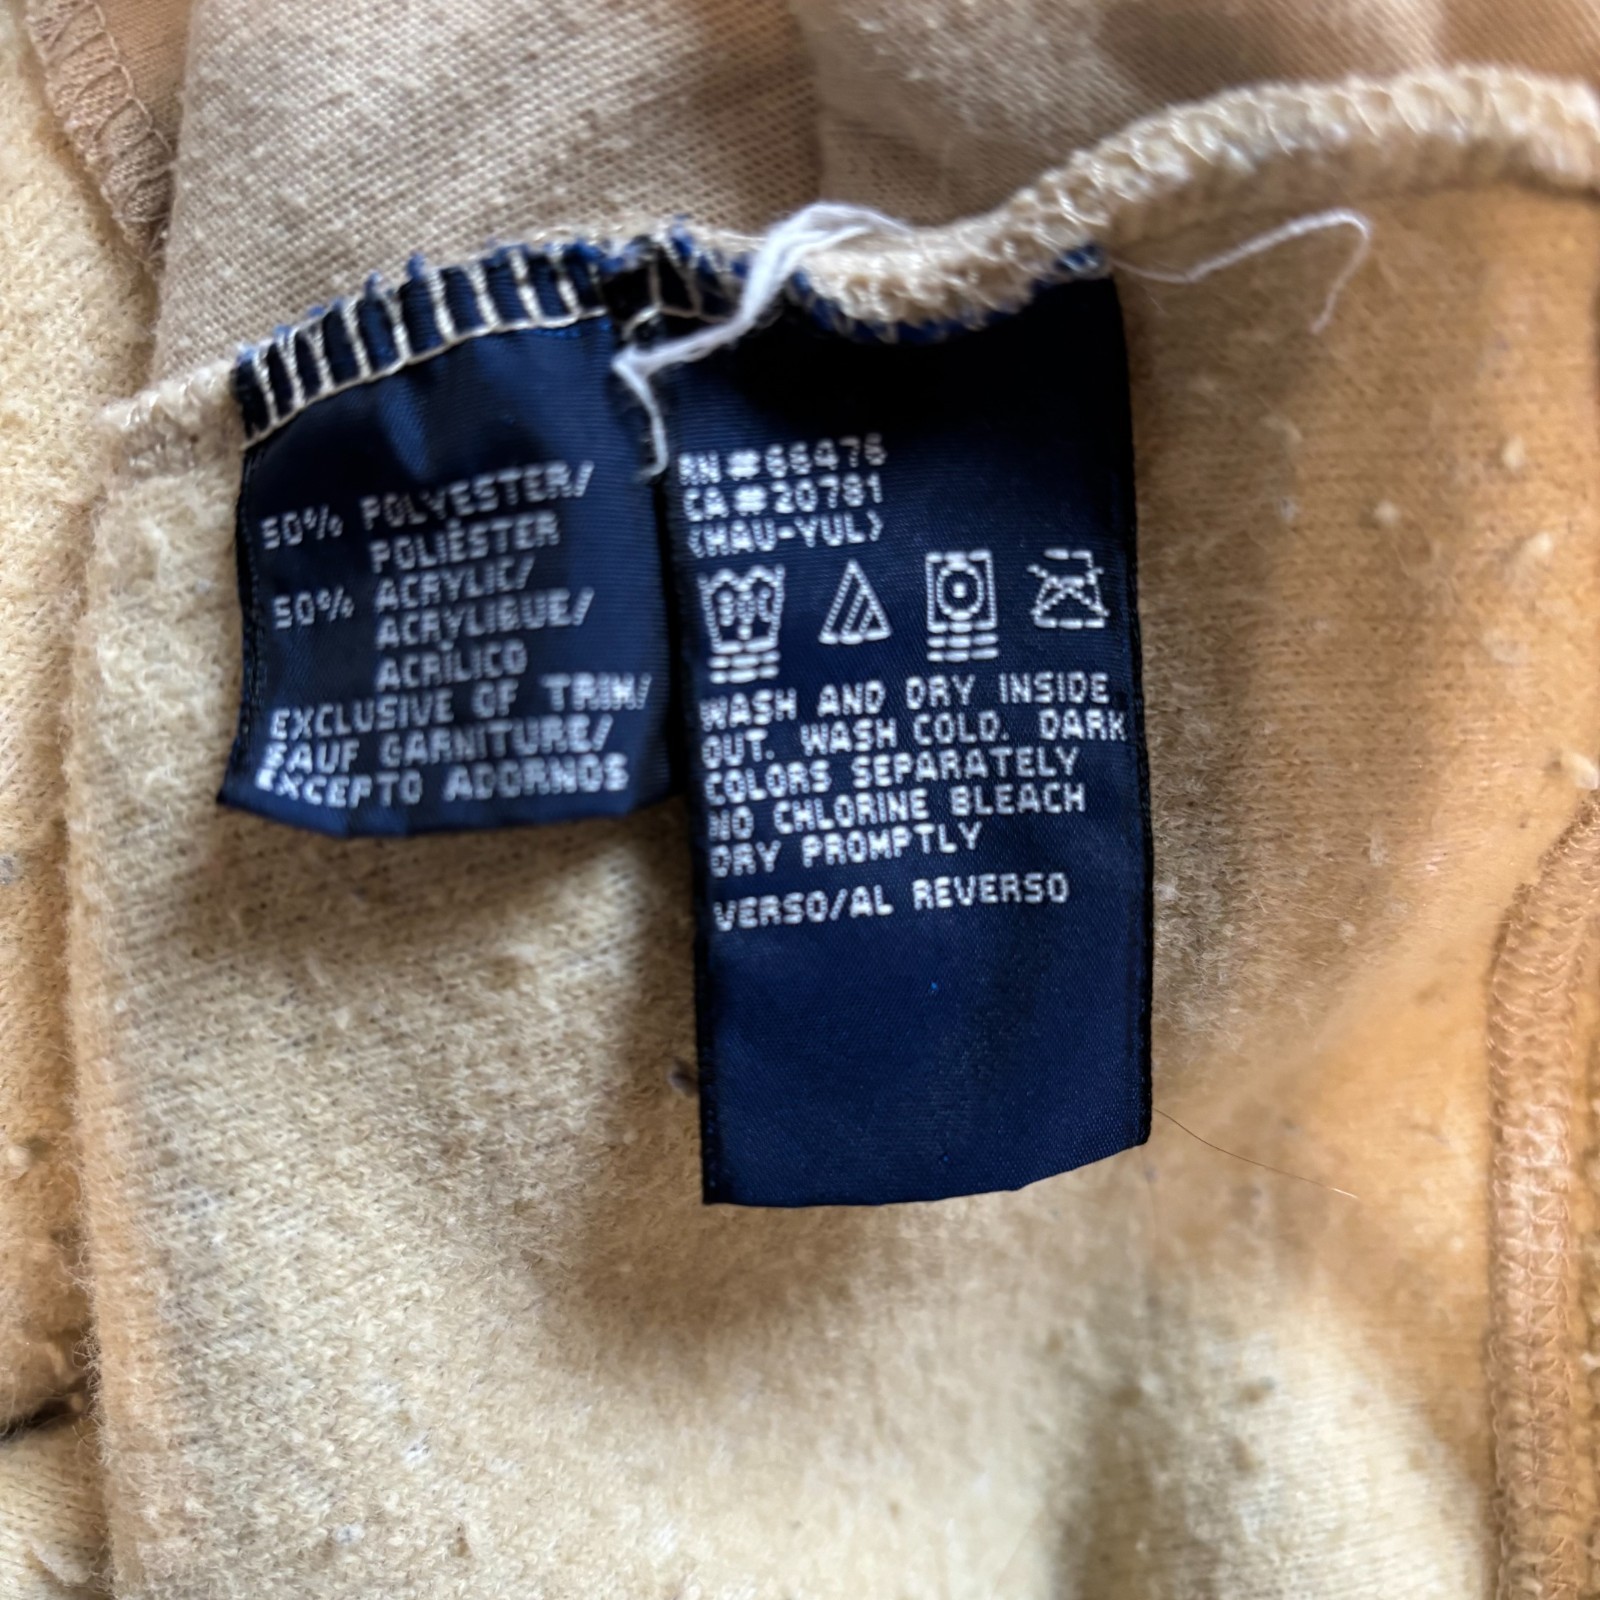 50% POLYESTER/
POLIÉSTER
50% ACRYLIC/
ACRYLIQUE/
ACRÍLICO
EXCLUSIVE OF TRIM/
SAUF GARNITURE/
EXCEPTO ADORNOS
RN#66476
CA#20781
(HAU-YUL)
WASH AND DRY INSIDE
OUT. WASH COLD. DARK
COLORS SEPARATELY
NO CHLORINE BLEACH
DRY PROMPTLY
VERSO/AL REVERSO